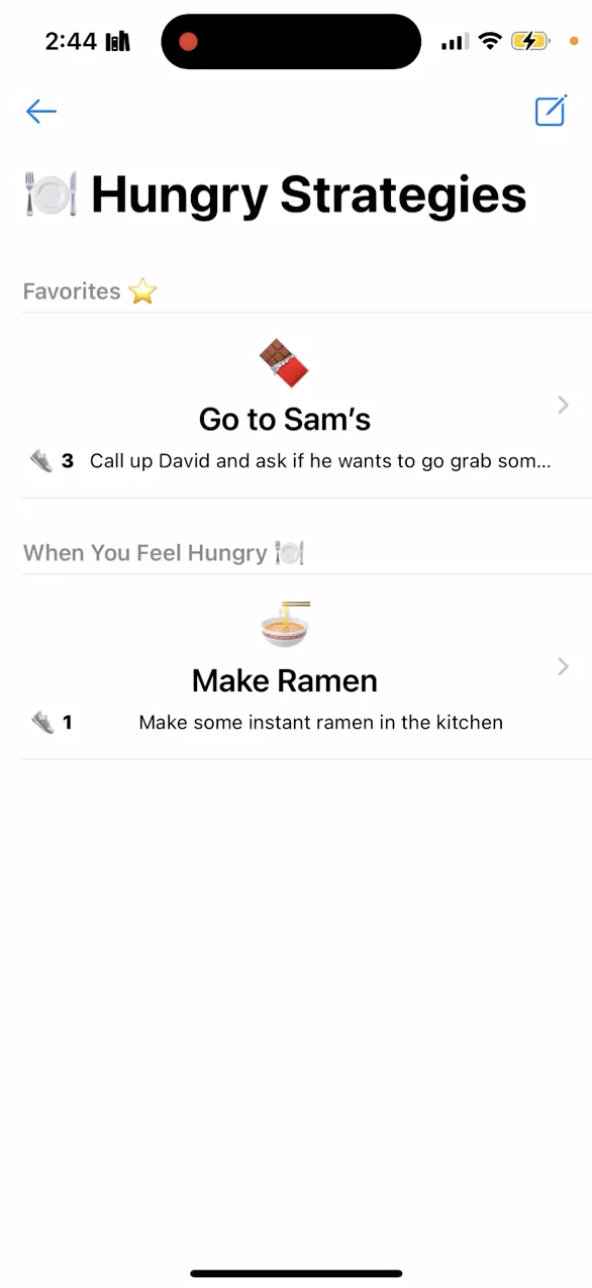 2:44
Hungry Strategies
Favorites
Go to Sam's
3 Call up David and ask if he wants to go grab som...
When You Feel Hungry
Make Ramen
1 Make some instant ramen in the kitchen